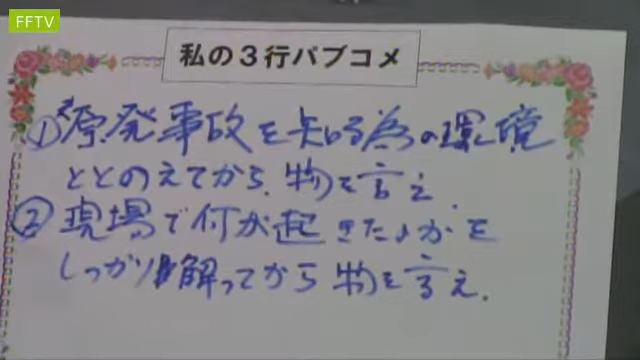 FFTV
私の3行パブコメ
①原発事故を知る為の環境
ととのえてから、物を言え.
②現場で何が起きたのかを
しっかり解ってから物を言え.